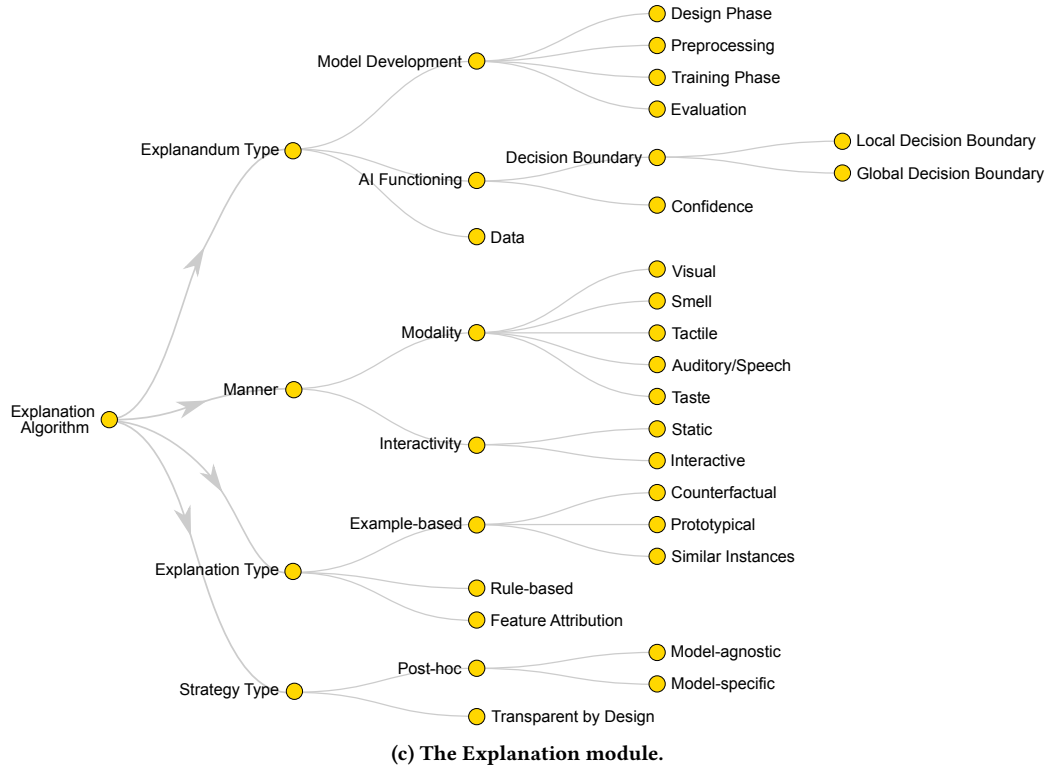 Design Phase
Model Development
Preprocessing
Training Phase
Evaluation
Explanandum Type
Local Decision Boundary
Decision Boundary
Global Decision Boundary
AI Functioning
Confidence
Data
Visual
Smell
Modality
Tactile
Auditory/Speech
Manner
Taste
Explanation
Algorithm
Static
Interactivity
Interactive
Counterfactual
Example-based
Prototypical
Similar Instances
Explanation Type
Rule-based
Feature Attribution
Model-agnostic
Post-hoc
Model-specific
Strategy Type
Transparent by Design
(c) The Explanation module.